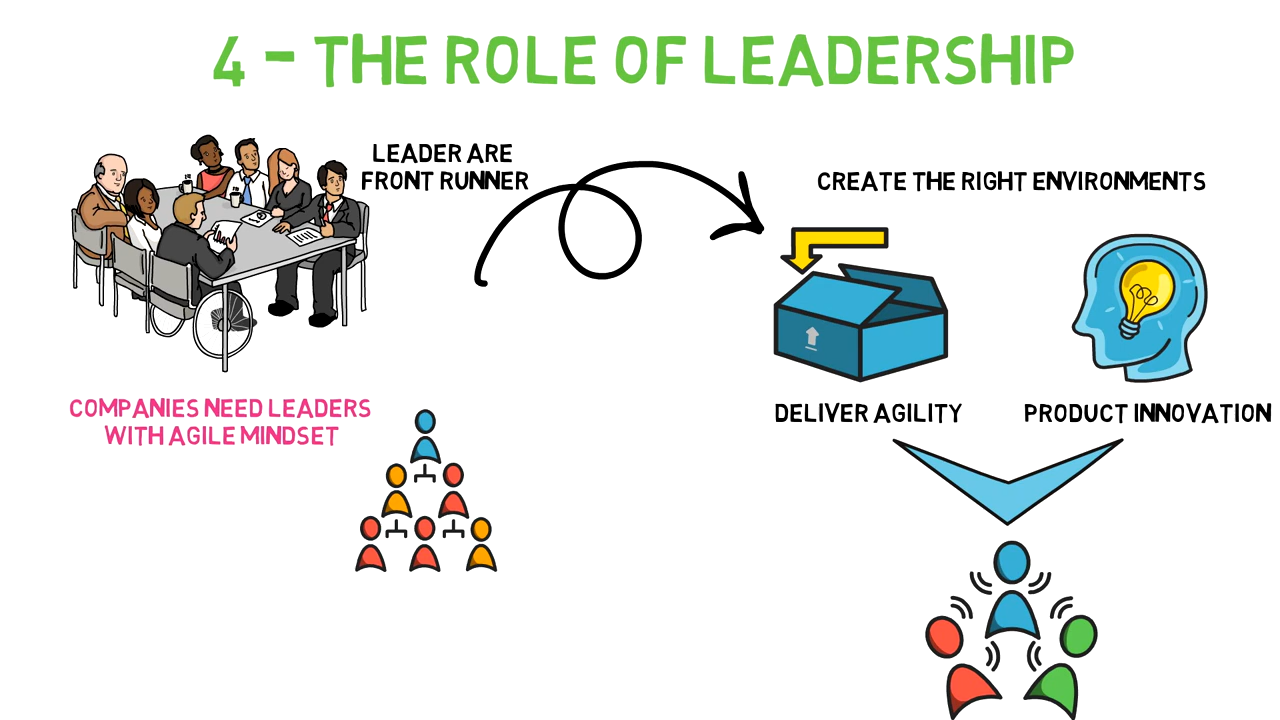 4 - THE ROLE OF LEADERSHIP
LEADER ARE
FRONT RUNNER
CREATE THE RIGHT ENVIRONMENTS
DELIVER AGILITY
PRODUCT INNOVATION
COMPANIES NEED LEADERS
WITH AGILE MINDSET